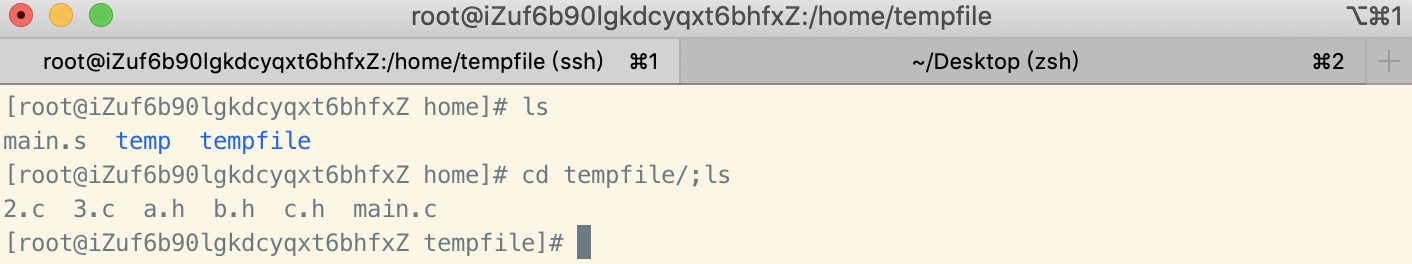 root@iZuf6b90lgkdcyqxt6bhfxZ:/home/tempfile ⌥⌘1
root@iZuf6b90lgkdcyqxt6bhfxZ:/home/tempfile (ssh) ⌘1 ~/Desktop (zsh) ⌘2 +
[root@iZuf6b90lgkdcyqxt6bhfxZ home]# ls
main.s temp tempfile
[root@iZuf6b90lgkdcyqxt6bhfxZ home]# cd tempfile/;ls
2.c 3.c a.h b.h c.h main.c
[root@iZuf6b90lgkdcyqxt6bhfxZ tempfile]#